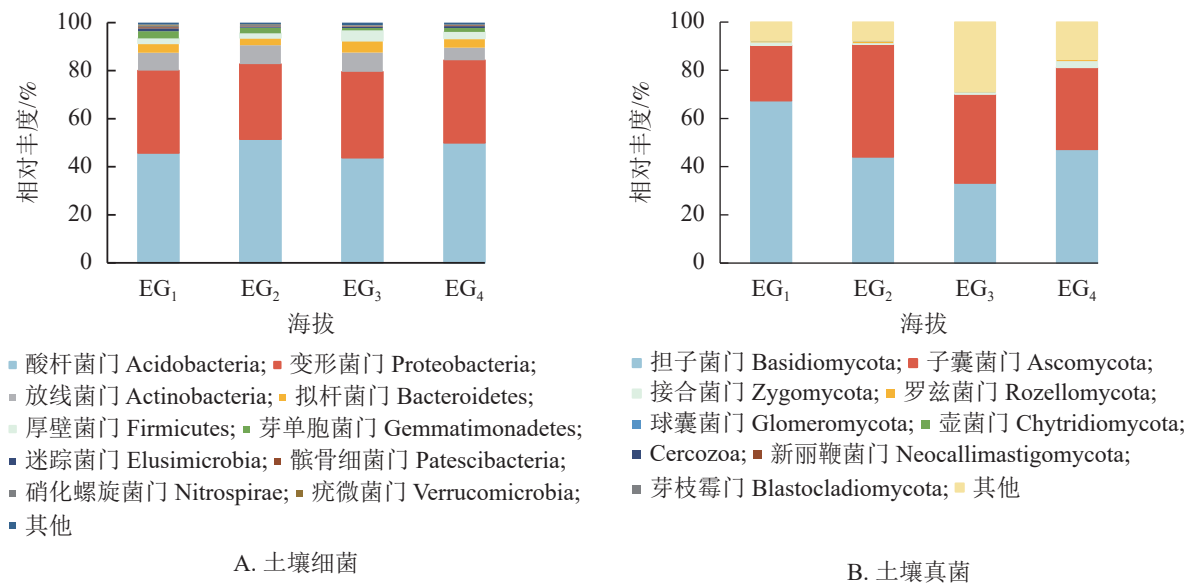 100
80
60
40
20
0
相对丰度/%
EG₁ EG₂ EG₃ EG₄
海拔
酸杆菌门 Acidobacteria; 变形菌门 Proteobacteria;
放线菌门 Actinobacteria; 拟杆菌门 Bacteroidetes;
厚壁菌门 Firmicutes; 芽单胞菌门 Gemmatimonadetes;
迷踪菌门 Elusimicrobia; 髌骨细菌门 Patescibacteria;
硝化螺旋菌门 Nitrospirae; 疣微菌门 Verrucomicrobia;
其他
A. 土壤细菌
100
80
60
40
20
0
相对丰度/%
EG₁ EG₂ EG₃ EG₄
海拔
担子菌门 Basidiomycota; 子囊菌门 Ascomycota;
接合菌门 Zygomycota; 罗兹菌门 Rozellomycota;
球囊菌门 Glomeromycota; 壶菌门 Chytridiomycota;
Cercozoa; 新丽鞭菌门 Neocallimastigomycota;
芽枝霉门 Blastocladiomycota; 其他
B. 土壤真菌